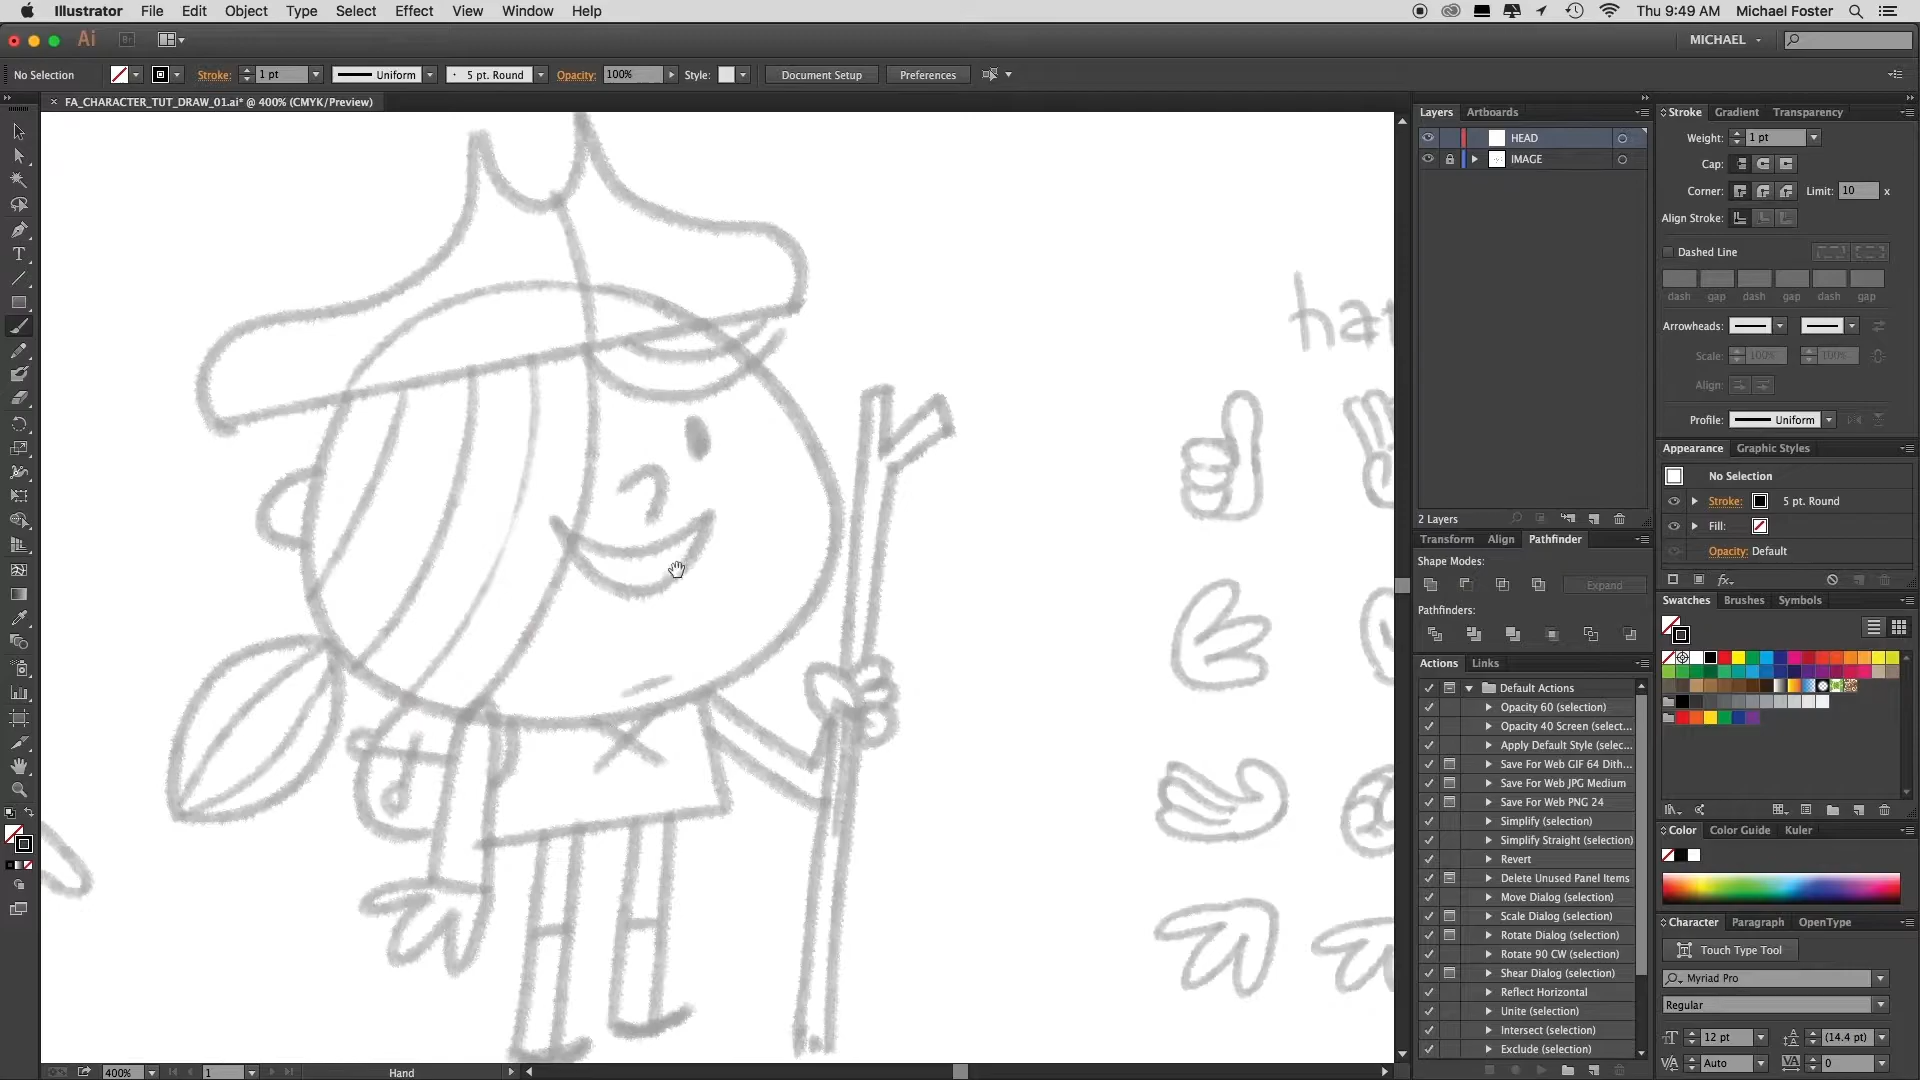 Illustrator File Edit Object Type Select Effect View Window Help Thu 9:49 AM Michael Foster
Ai Br MICHAEL
No Selection Stroke: 1 pt Uniform 5 pt. Round Opacity: 100% Style: Document Setup Preferences
FA_CHARACTER_TUT_DRAW_01.ai* @ 400% (CMYK/Preview)
Layers Artboards
HEAD
IMAGE
2 Layers
Transform Align Pathfinder
Shape Modes:
Expand
Pathfinders:
Actions Links
Default Actions
Opacity 60 (selection)
Opacity 40 Screen (select...
Apply Default Style (selec...
Save For Web GIF 64 Dith...
Save For Web JPG Medium
Save For Web PNG 24
Simplify (selection)
Simplify Straight (selection)
Revert
Delete Unused Panel Items
Move Dialog (selection)
Scale Dialog (selection)
Rotate Dialog (selection)
Rotate 90 CW (selection)
Shear Dialog (selection)
Reflect Horizontal
Unite (selection)
Intersect (selection)
Exclude (selection)
Stroke Gradient Transparency
Weight: 1 pt
Cap:
Corner: Limit: 10 x
Align Stroke:
Dashed Line
dash gap dash gap dash gap
Arrowheads:
Scale: 100% 100%
Align:
Profile: Uniform
Appearance Graphic Styles
No Selection
Stroke: 5 pt. Round
Fill:
Opacity: Default
fx
Swatches Brushes Symbols
Color Color Guide Kuler
Character Paragraph OpenType
Touch Type Tool
Myriad Pro
Regular
12 pt (14.4 pt)
Auto 0
400% 1 Hand